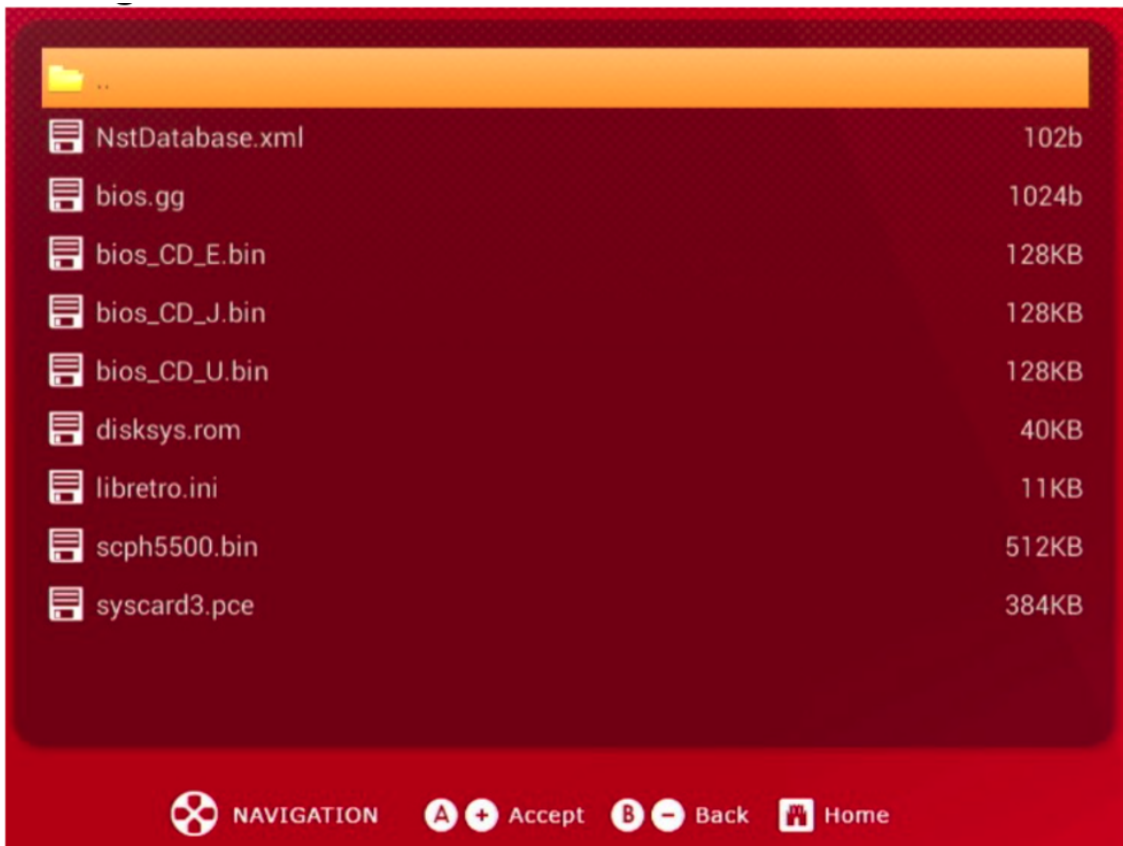 ..
NstDatabase.xml 102b
bios.gg 1024b
bios_CD_E.bin 128KB
bios_CD_J.bin 128KB
bios_CD_U.bin 128KB
disksys.rom 40KB
libretro.ini 11KB
scph5500.bin 512KB
syscard3.pce 384KB
NAVIGATION A + Accept B - Back Home